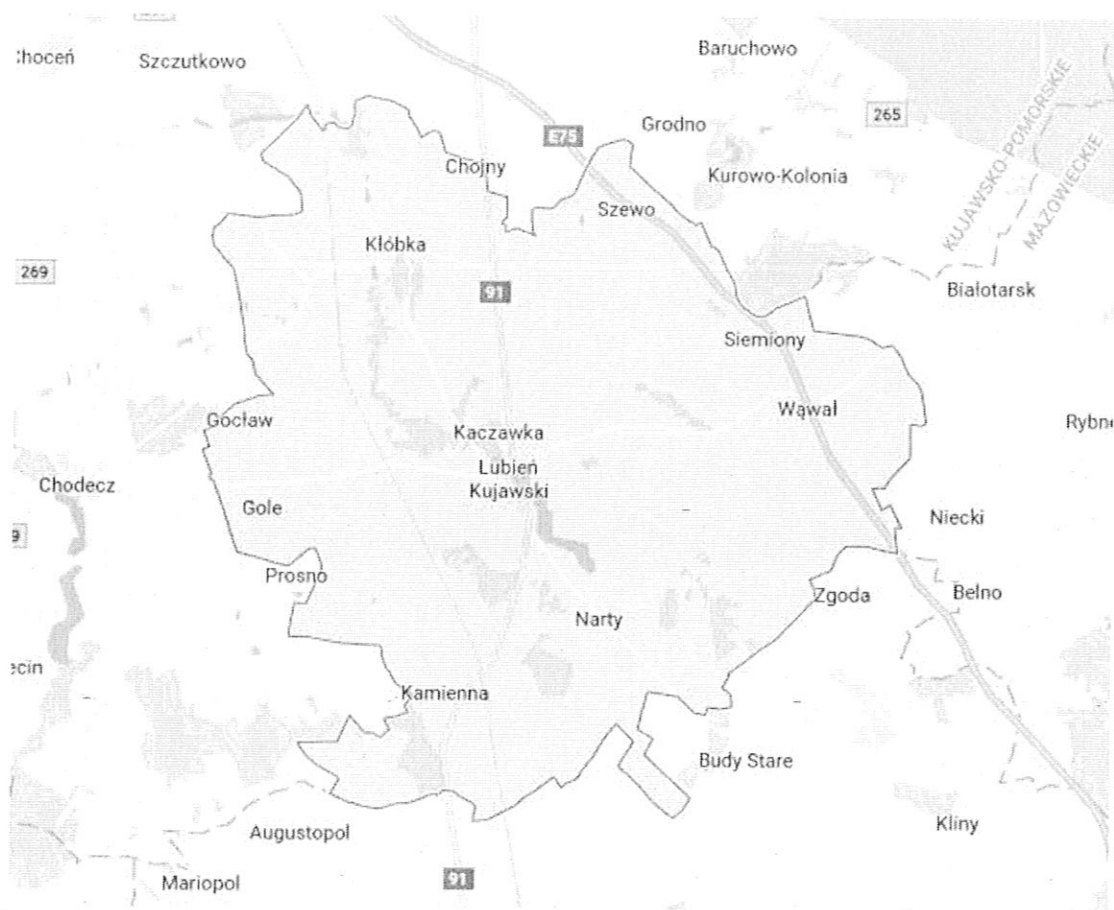 Baruchowo
Szczutkowo
265
Grodno
E75
KUJAWSKO-POMORSKIE
MAZOWIECKIE
Chojny
Kurowo-Kolonia
Szewo
Kłóbka
269
91
Białotarsk
Siemiony
Wąwał
Gocław
Kaczawka
Lubień
Kujawski
Chodecz
Gole
Niecki
Prosno
Zgoda
Bełno
Narty
Kamienna
Budy Stare
Augustopol
Kliny
Mariopol
91